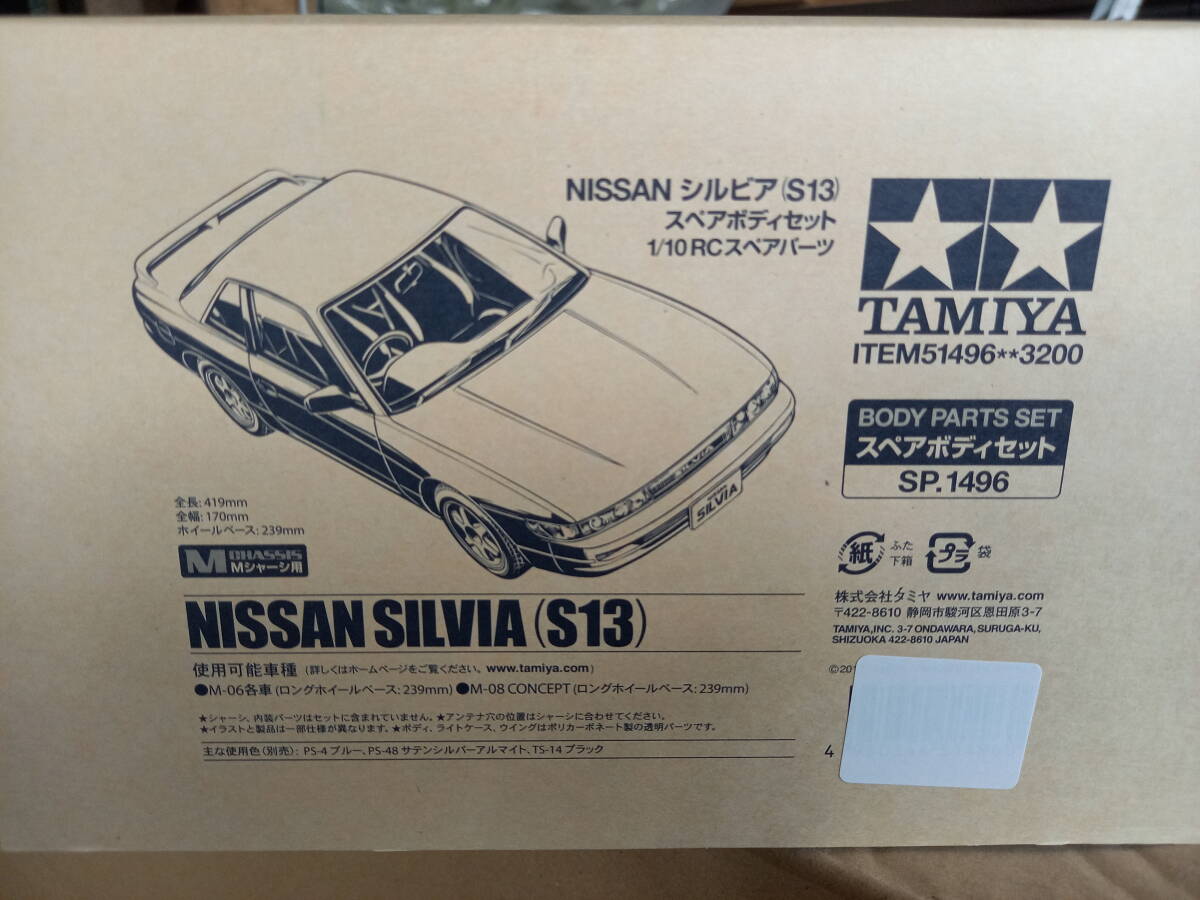 NISSAN シルビア(S13)
スペアボディセット
1/10RCスペアパーツ
TAMIYA
ITEM51496**3200
BODY PARTS SET
スペアボディセット
SP.1496
SILVIA
SILVIA
全長:419mm
全幅:170mm
ホイールベース:239mm
M CHASSIS
Mシャーシ用
紙 ふた
下箱
プラ 袋
NISSAN SILVIA (S13)
株式会社タミヤ www.tamiya.com
〒422-8610 静岡市駿河区恩田原3-7
TAMIYA,INC. 3-7 ONDAWARA, SURUGA-KU,
SHIZUOKA 422-8610 JAPAN
©20
使用可能車種 (詳しくはホームページをご覧ください。www.tamiya.com)
●M-06各車(ロングホイールベース:239mm) ●M-08 CONCEPT(ロングホイールベース:239mm)
★シャーシ、内装パーツはセットに含まれていません。★アンテナ穴の位置はシャーシに合わせてください。
★イラストと製品は一部仕様が異なります。★ボディ、ライトケース、ウイングはポリカーボネート製の透明パーツです。
主な使用色(別売):PS-4 ブルー、PS-48 サテンシルバーアルマイト、TS-14 ブラック
4